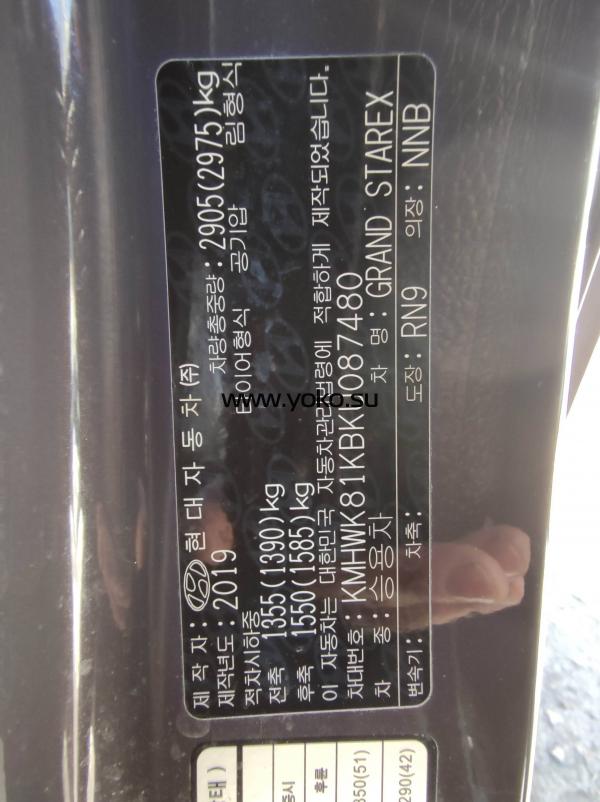 제 작 자 : 현 대 자 동 차 ㈜
제작년도 : 2019 차량총중량 : 2905(2975)kg
적차시하중 타이어형식 공기압 림형식
전축 1355(1390)kg
후축 1550(1585)kg
이 자동차는 대한민국 자동차관리법령에 적합하게 제작되었습니다.
차대번호 : KMHWK81KBKU087480
차 종 : 승용차 차 명 : GRAND STAREX
변속기 : 차축 : 도장 : RN9 의장 : NNB
www.yoko.su
후륜
290(42)